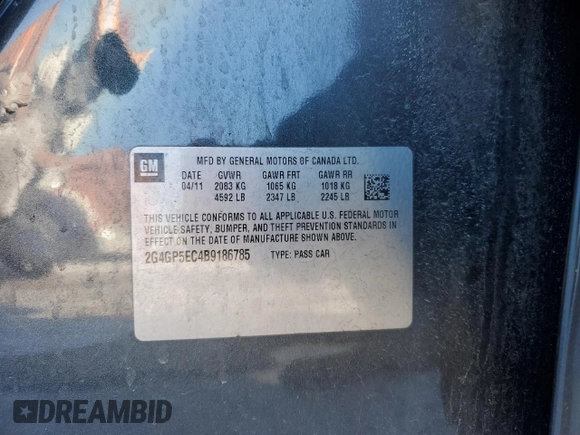 GM
MFD BY GENERAL MOTORS OF CANADA LTD.
DATE GVWR GAWR FRT GAWR RR
04/11 2083 KG 1065 KG 1018 KG
4592 LB 2347 LB 2245 LB
THIS VEHICLE CONFORMS TO ALL APPLICABLE U.S. FEDERAL MOTOR
VEHICLE SAFETY, BUMPER, AND THEFT PREVENTION STANDARDS IN
EFFECT ON THE DATE OF MANUFACTURE SHOWN ABOVE.
2G4GP5EC4B9186785 TYPE: PASS CAR
DREAMBID